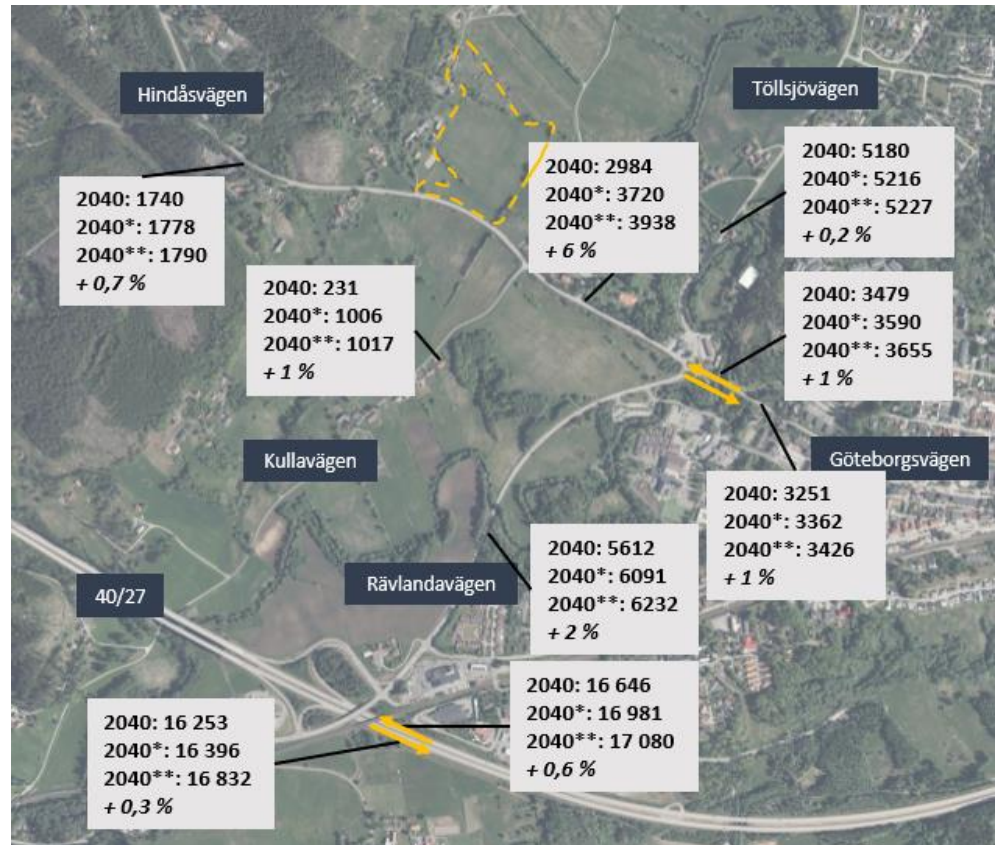 Hindåsvägen
Töllsjövägen
2040: 1740
2040*: 1778
2040**: 1790
+ 0,7 %
2040: 2984
2040*: 3720
2040**: 3938
+ 6 %
2040: 5180
2040*: 5216
2040**: 5227
+ 0,2 %
2040: 231
2040*: 1006
2040**: 1017
+ 1 %
2040: 3479
2040*: 3590
2040**: 3655
+ 1 %
Kullavägen
Göteborgsvägen
2040: 3251
2040*: 3362
2040**: 3426
+ 1 %
40/27
Rävlandavägen
2040: 5612
2040*: 6091
2040**: 6232
+ 2 %
2040: 16 253
2040*: 16 396
2040**: 16 832
+ 0,3 %
2040: 16 646
2040*: 16 981
2040**: 17 080
+ 0,6 %